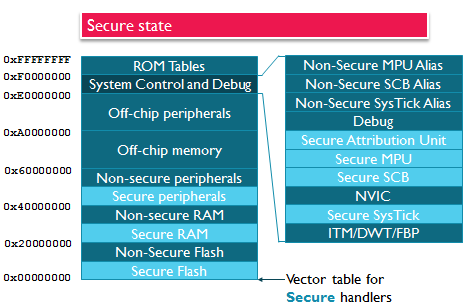 Secure state
0xFFFFFFFF
0xF0000000
0xE0000000
0xA0000000
0x60000000
0x40000000
0x20000000
0x00000000
ROM Tables
System Control and Debug
Off-chip peripherals
Off-chip memory
Non-secure peripherals
Secure peripherals
Non-secure RAM
Secure RAM
Non-Secure Flash
Secure Flash
Non-Secure MPU Alias
Non-Secure SCB Alias
Non-Secure SysTick Alias
Debug
Secure Attribution Unit
Secure MPU
Secure SCB
NVIC
Secure SysTick
ITM/DWT/FBP
Vector table for
Secure handlers